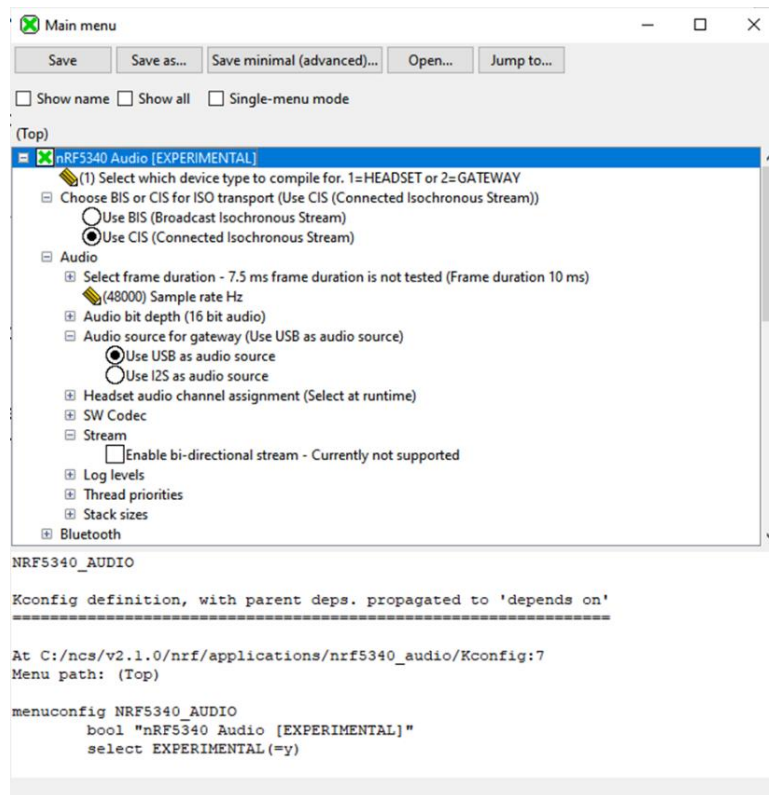 Main menu
Save Save as... Save minimal (advanced)... Open... Jump to...
Show name Show all Single-menu mode
(Top)
nRF5340 Audio [EXPERIMENTAL]
(1) Select which device type to compile for. 1=HEADSET or 2=GATEWAY
Choose BIS or CIS for ISO transport (Use CIS (Connected Isochronous Stream))
Use BIS (Broadcast Isochronous Stream)
Use CIS (Connected Isochronous Stream)
Audio
Select frame duration - 7.5 ms frame duration is not tested (Frame duration 10 ms)
(48000) Sample rate Hz
Audio bit depth (16 bit audio)
Audio source for gateway (Use USB as audio source)
Use USB as audio source
Use I2S as audio source
Headset audio channel assignment (Select at runtime)
SW Codec
Stream
Enable bi-directional stream - Currently not supported
Log levels
Thread priorities
Stack sizes
Bluetooth
NRF5340_AUDIO
Kconfig definition, with parent deps. propagated to 'depends on'
================================================================
At C:/ncs/v2.1.0/nrf/applications/nrf5340_audio/Kconfig:7
Menu path: (Top)
menuconfig NRF5340_AUDIO
bool "nRF5340 Audio [EXPERIMENTAL]"
select EXPERIMENTAL(=y)